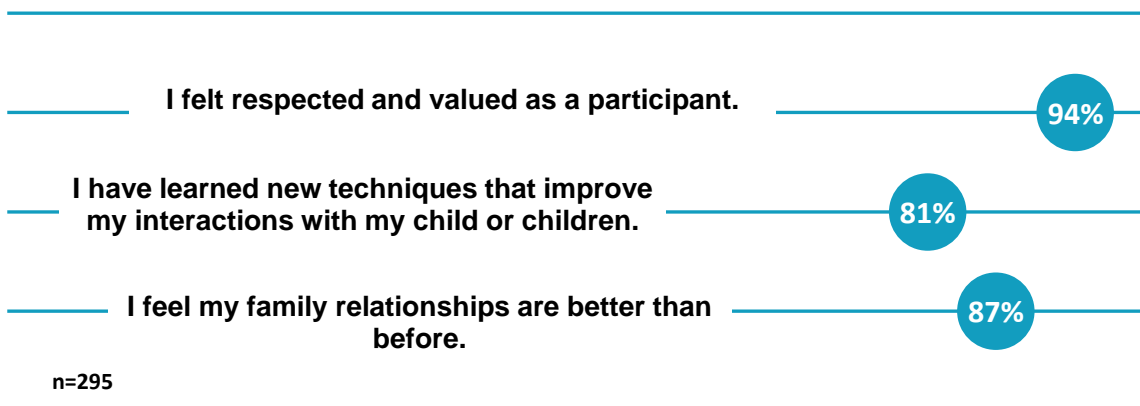 I felt respected and valued as a participant.
94%
I have learned new techniques that improve
my interactions with my child or children.
81%
I feel my family relationships are better than
before.
87%
n=295